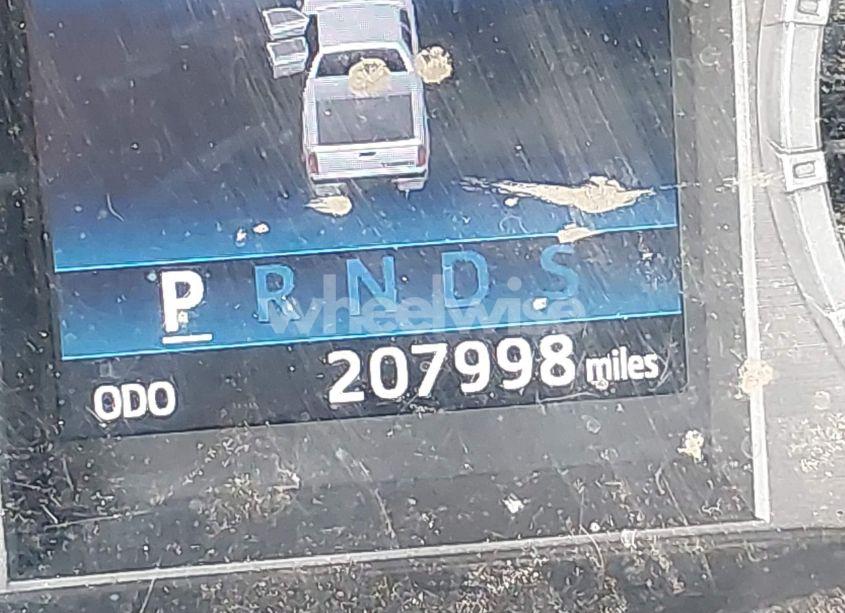 P R N D S
wheelwise
ODO 207998 miles